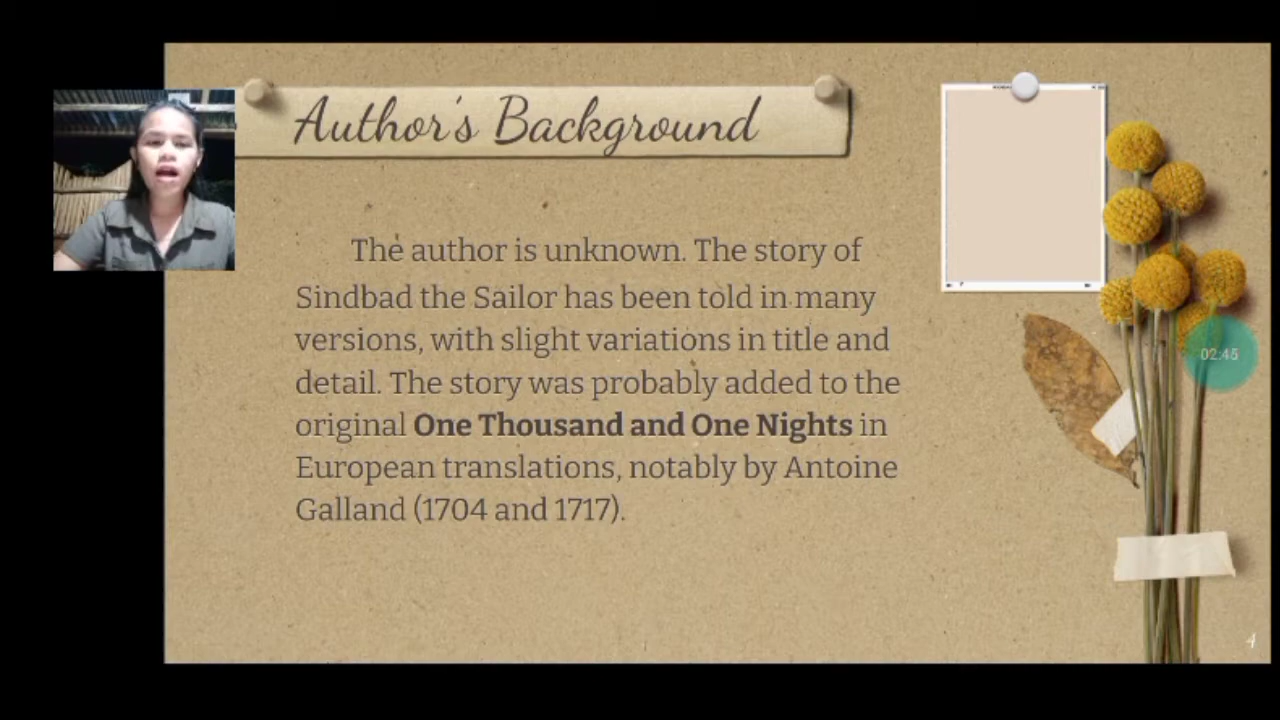 Author's Background
The author is unknown. The story of
Sindbad the Sailor has been told in many
versions, with slight variations in title and
detail. The story was probably added to the
original One Thousand and One Nights in
European translations, notably by Antoine
Galland (1704 and 1717).
02:45
4